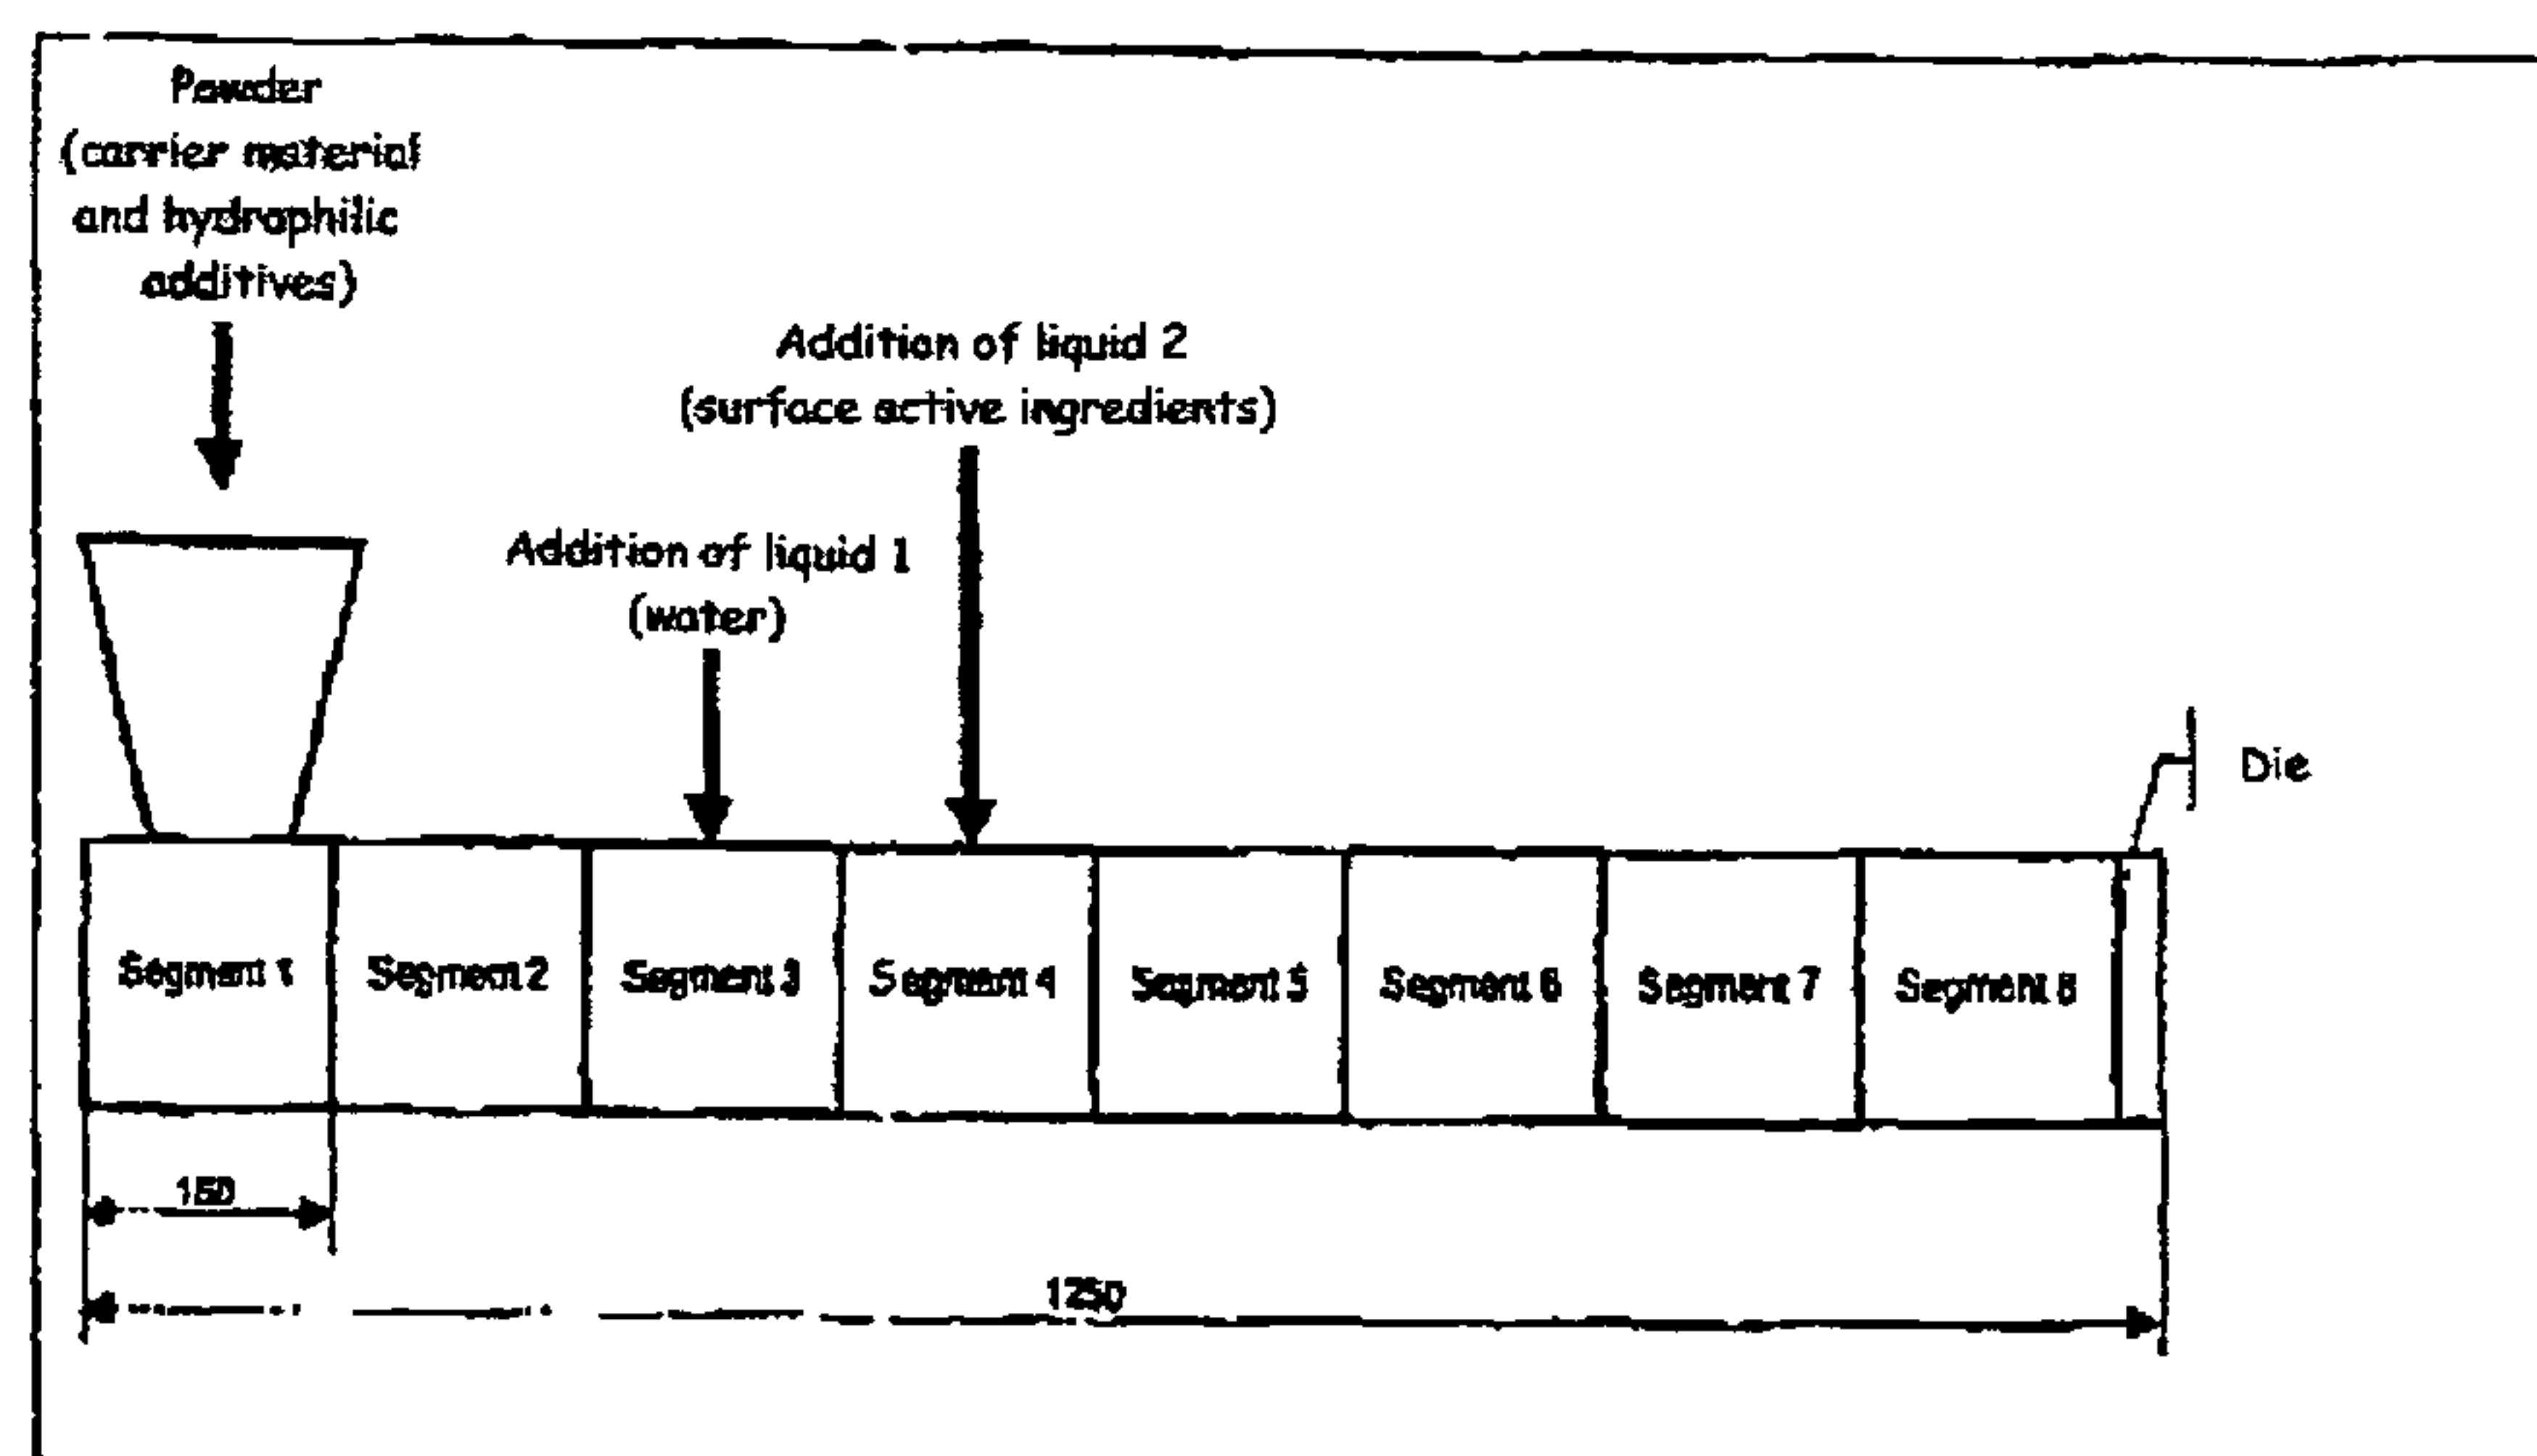 Powder
(carrier material
and hydrophilic
additives)
Addition of liquid 2
(surface active ingredients)
Addition of liquid 1
(water)
Die
Segment 1
Segment 2
Segment 3
Segment 4
Segment 5
Segment 6
Segment 7
Segment 8
150
1250